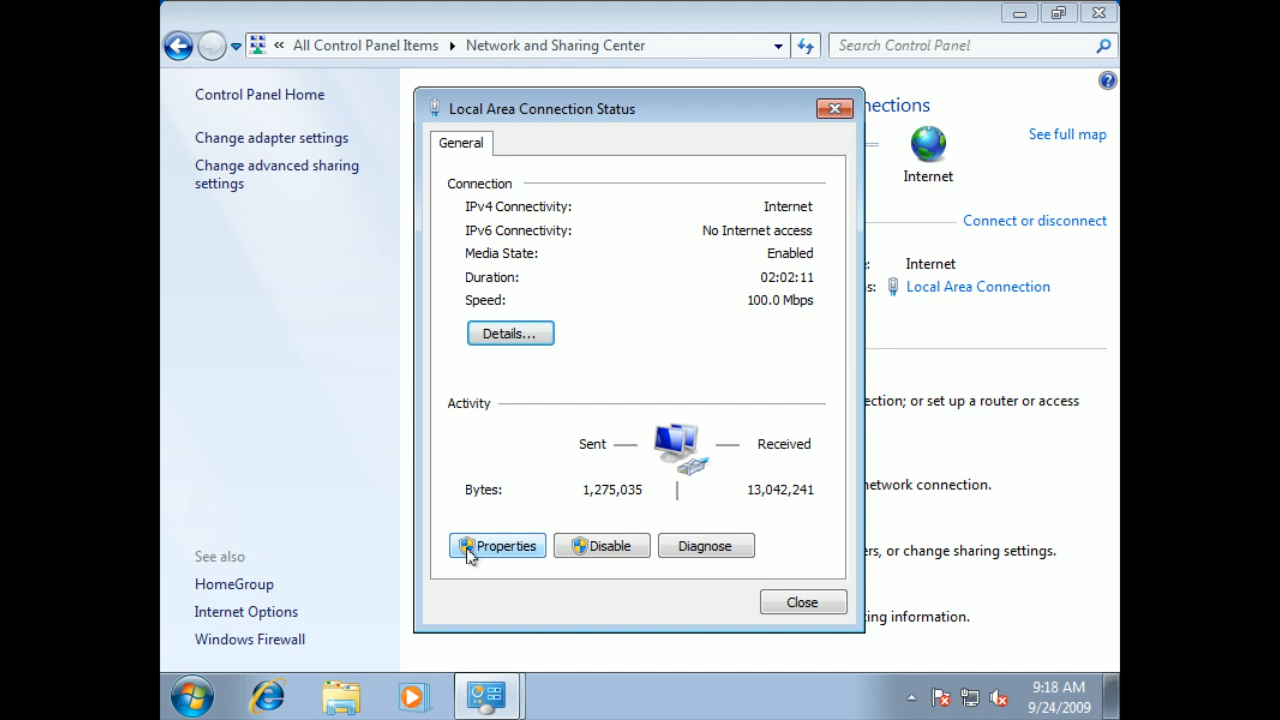 « All Control Panel Items Network and Sharing Center
Search Control Panel
Control Panel Home
Change adapter settings
Change advanced sharing
settings
See also
HomeGroup
Internet Options
Windows Firewall
Local Area Connection Status
General
Connection
IPv4 Connectivity: Internet
IPv6 Connectivity: No Internet access
Media State: Enabled
Duration: 02:02:11
Speed: 100.0 Mbps
Details...
Activity
Sent Received
Bytes: 1,275,035 13,042,241
Properties Disable Diagnose
Close
nections
See full map
Internet
Connect or disconnect
: Internet
s: Local Area Connection
ection; or set up a router or access
network connection.
ers, or change sharing settings.
ting information.
9:18 AM
9/24/2009